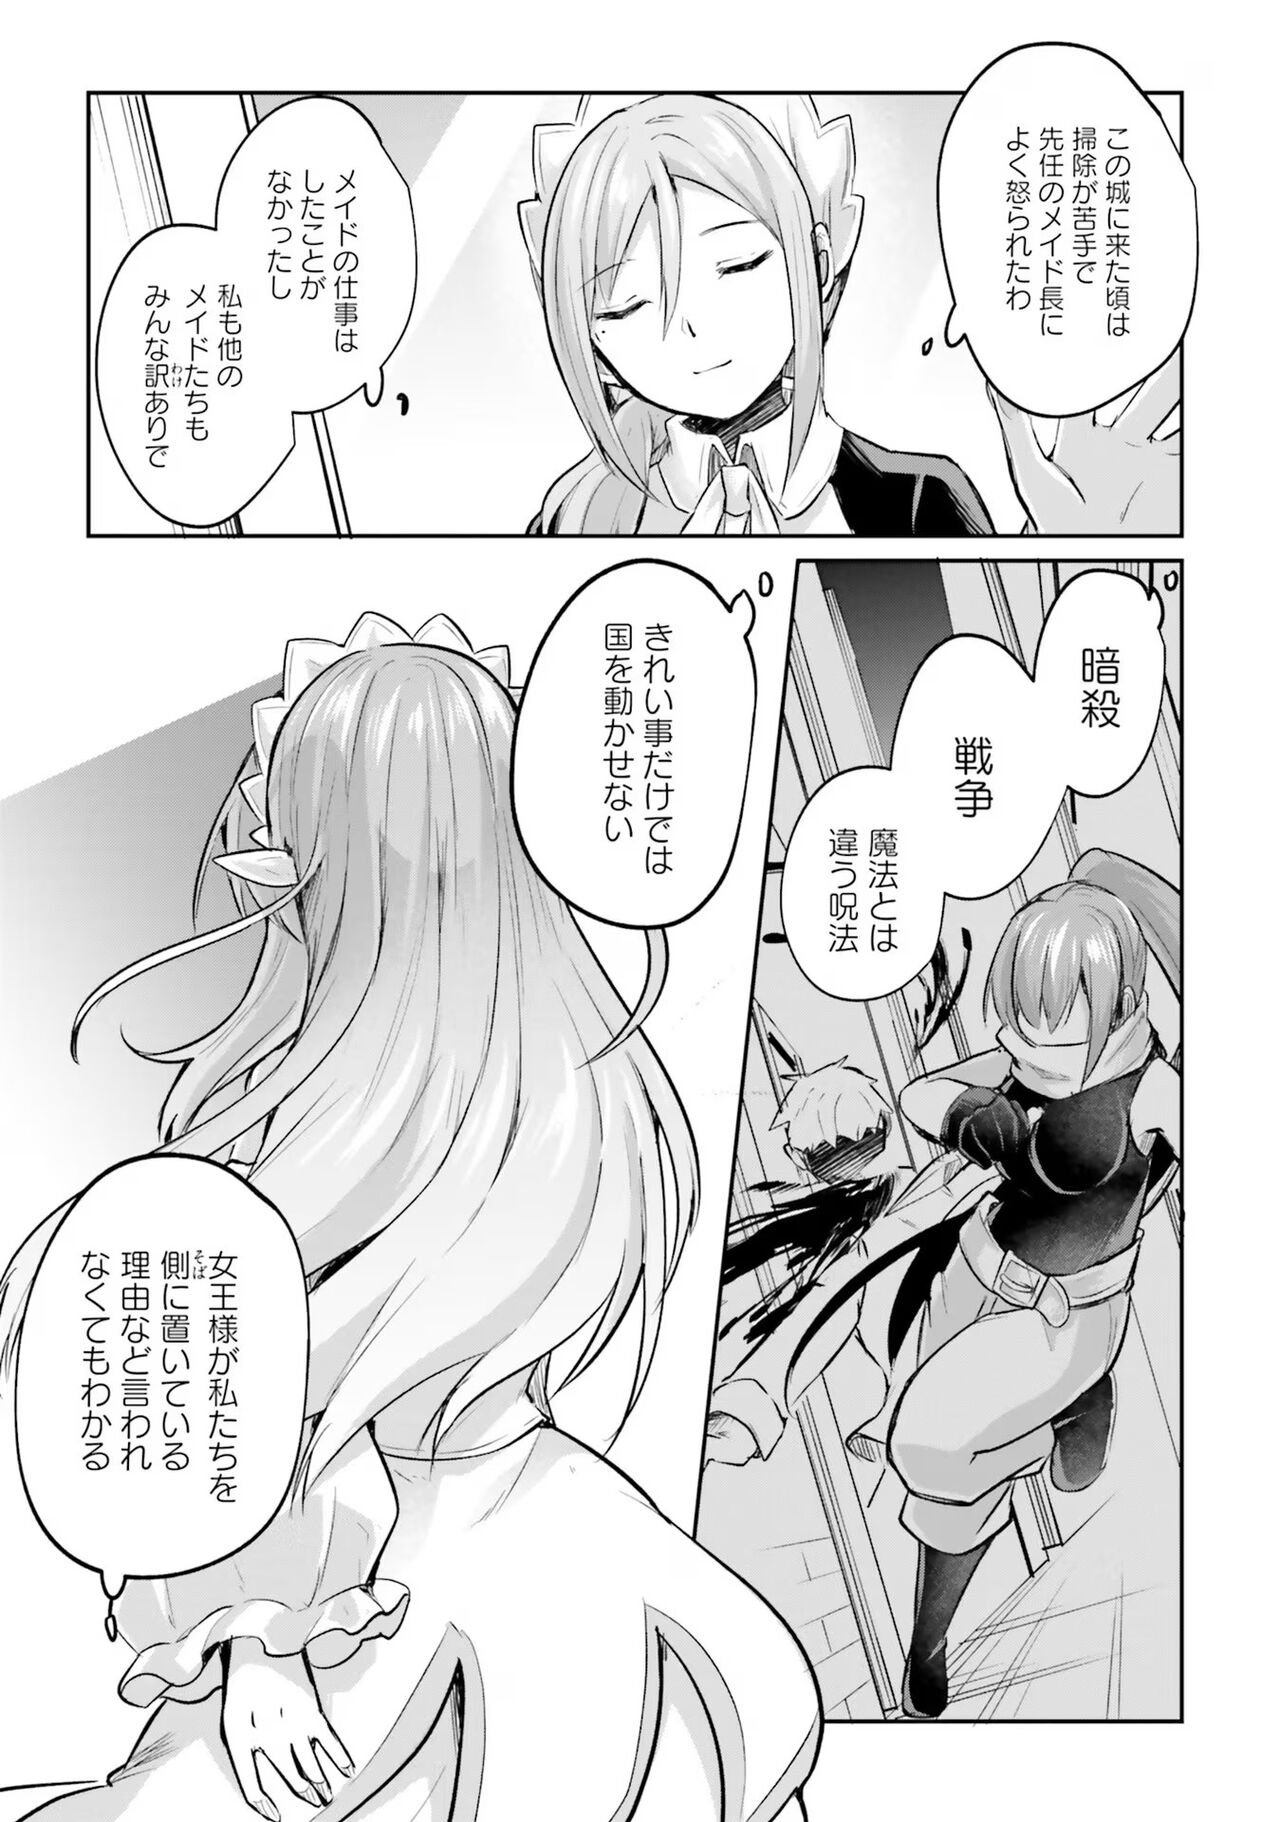 この城に来た頃は
掃除が苦手で
先任のメイド長に
よく怒られたわ
メイドの仕事は
したことが
なかったし
私も他の
メイドたちも
みんな訳ありで
わけ
暗殺
戦争
魔法とは
違う呪法
きれい事だけでは
国を動かせない
女王様が私たちを
側に置いている
そば
理由など言われ
なくてもわかる